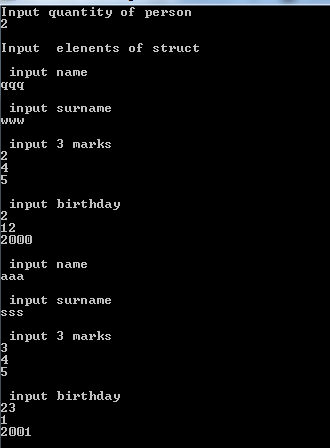 Input quantity of person
2
Input  elenents of struct
input name
qqq
input surname
www
input 3 marks
2
4
5
input birthday
2
12
2000
input name
aaa
input surname
sss
input 3 marks
3
4
5
input birthday
23
1
2001